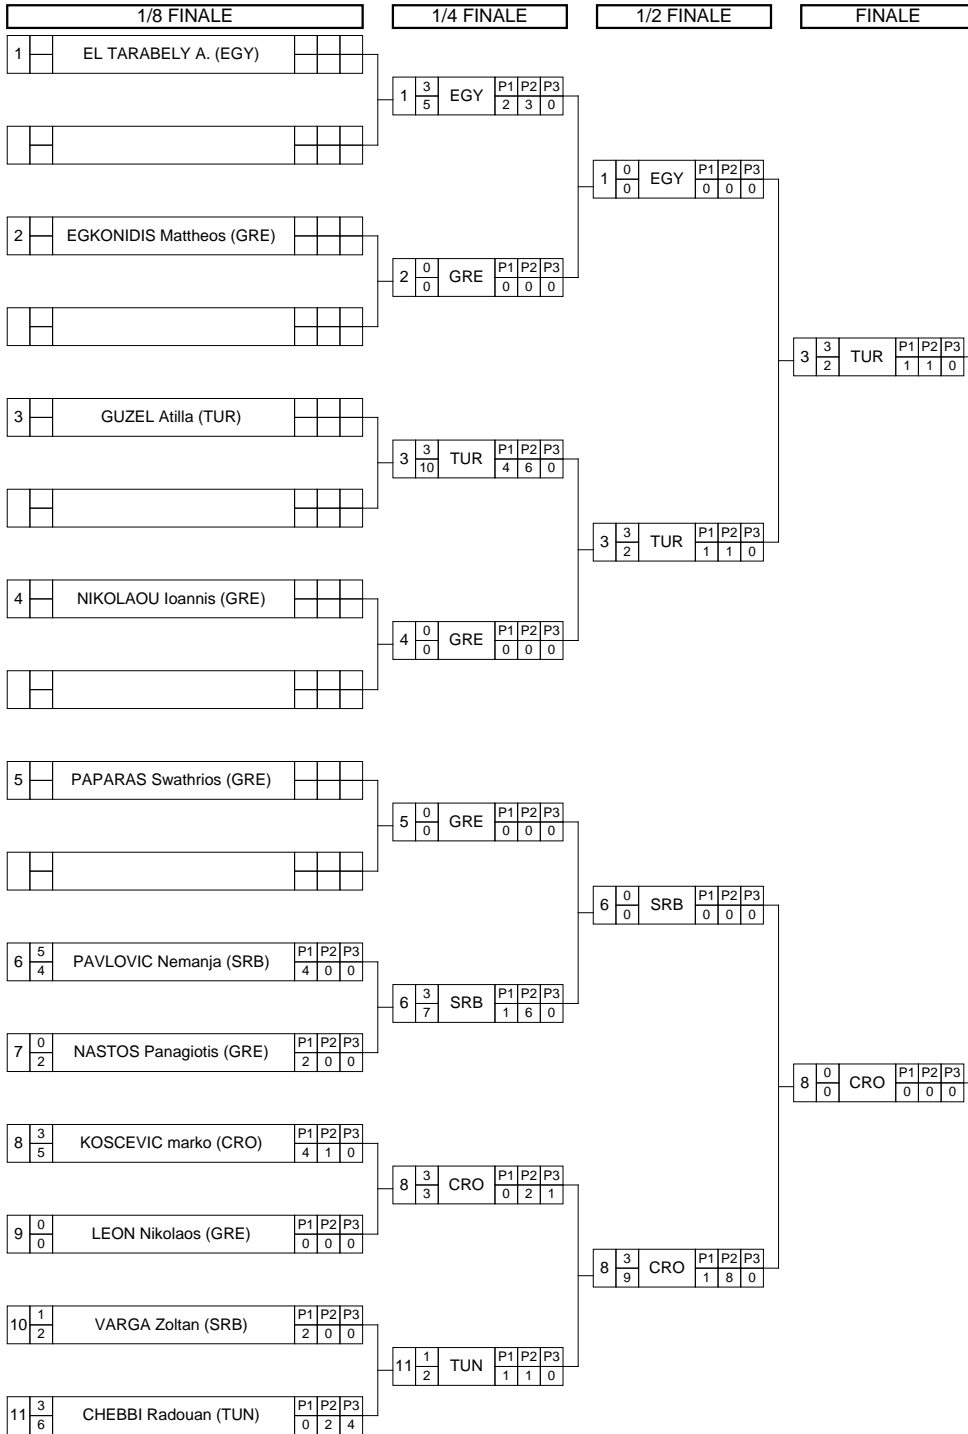 1/8 FINALE 1/4 FINALE 1/2 FINALE FINALE
1 EL TARABELY A. (EGY)
1 3 5 EGY P1 P2 P3 2 3 0
1 0 0 EGY P1 P2 P3 0 0 0
2 EGKONIDIS Mattheos (GRE)
2 0 0 GRE P1 P2 P3 0 0 0
3 3 2 TUR P1 P2 P3 1 1 0
3 GUZEL Atilla (TUR)
3 3 10 TUR P1 P2 P3 4 6 0
3 3 2 TUR P1 P2 P3 1 1 0
4 NIKOLAOU Ioannis (GRE)
4 0 0 GRE P1 P2 P3 0 0 0
5 PAPARAS Swathrios (GRE)
5 0 0 GRE P1 P2 P3 0 0 0
6 0 0 SRB P1 P2 P3 0 0 0
6 5 4 PAVLOVIC Nemanja (SRB) P1 P2 P3 4 0 0
6 3 7 SRB P1 P2 P3 1 6 0
7 0 2 NASTOS Panagiotis (GRE) P1 P2 P3 2 0 0
8 0 0 CRO P1 P2 P3 0 0 0
8 3 5 KOSCEVIC marko (CRO) P1 P2 P3 4 1 0
8 3 3 CRO P1 P2 P3 0 2 1
9 0 0 LEON Nikolaos (GRE) P1 P2 P3 0 0 0
8 3 9 CRO P1 P2 P3 1 8 0
10 1 2 VARGA Zoltan (SRB) P1 P2 P3 2 0 0
11 1 2 TUN P1 P2 P3 1 1 0
11 3 6 CHEBBI Radouan (TUN) P1 P2 P3 0 2 4